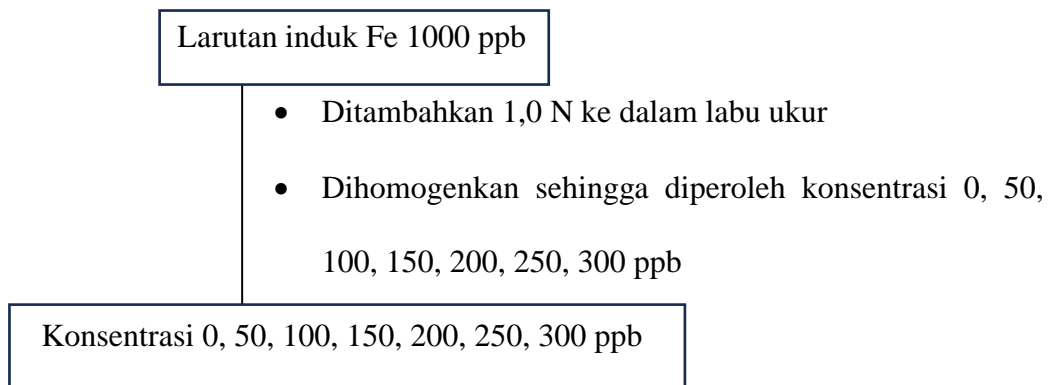 Larutan induk Fe 1000 ppb
• Ditambahkan 1,0 N ke dalam labu ukur
• Dihomogenkan sehingga diperoleh konsentrasi 0, 50,
100, 150, 200, 250, 300 ppb
Konsentrasi 0, 50, 100, 150, 200, 250, 300 ppb